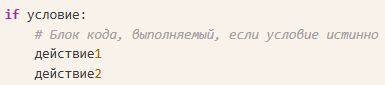 if условие:
    # Блок кода, выполняемый, если условие истинно
    действие1
    действие2